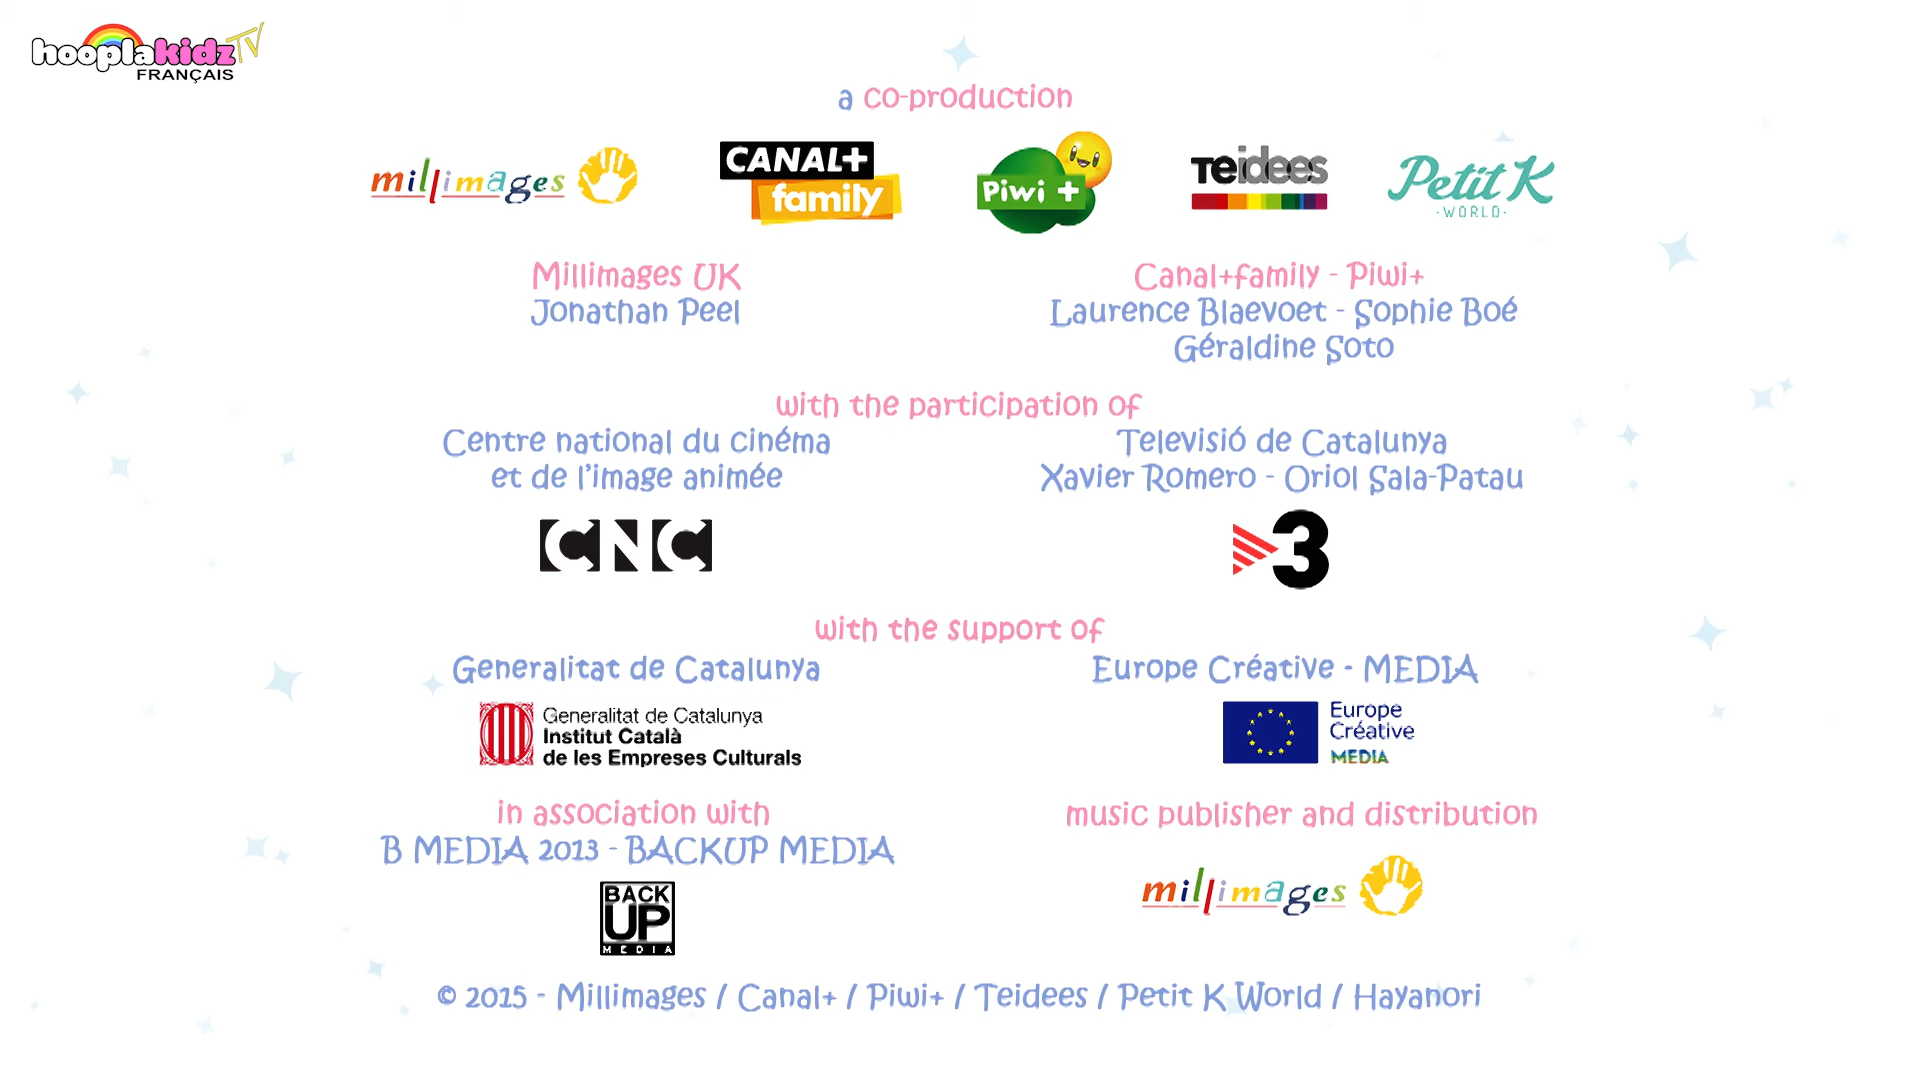 hooplakidz TV
FRANÇAIS
a co-production
millimages
CANAL+
family
Piwi +
Teidees
Petit K
·WORLD·
Millimages UK
Jonathan Peel
Canal+family - Piwi+
Laurence Blaevoet - Sophie Boé
Géraldine Soto
with the participation of
Centre national du cinéma
et de l'image animée
CNC
Televisió de Catalunya
Xavier Romero - Oriol Sala-Patau
3
with the support of
Generalitat de Catalunya
Generalitat de Catalunya
Institut Català
de les Empreses Culturals
Europe Créative - MEDIA
Europe
Créative
MEDIA
in association with
B MEDIA 2013 - BACKUP MEDIA
BACK
UP
MEDIA
music publisher and distribution
millimages
© 2015 - Millimages / Canal+ / Piwi+ / Teidees / Petit K World / Hayanori